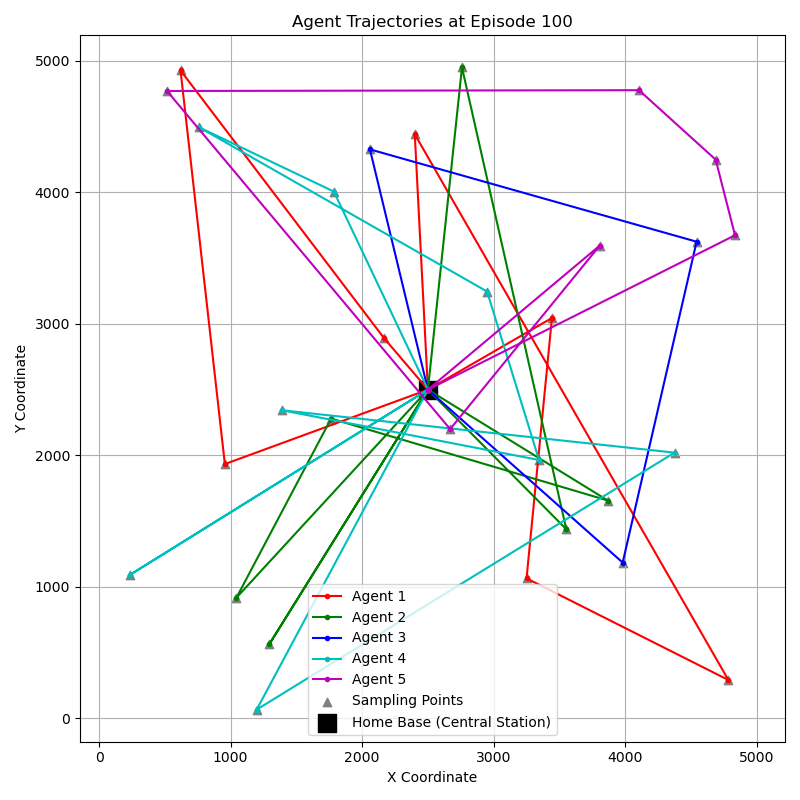 Agent Trajectories at Episode 100
5000
4000
3000
2000
1000
0
Y Coordinate
Agent 1
Agent 2
Agent 3
Agent 4
Agent 5
Sampling Points
Home Base (Central Station)
0 1000 2000 3000 4000 5000
X Coordinate